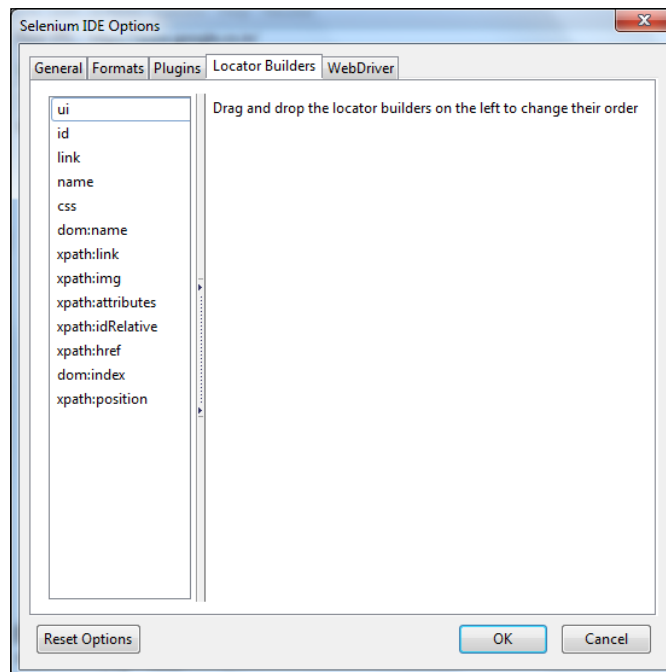 Selenium IDE Options
General Formats Plugins Locator Builders WebDriver
ui
Drag and drop the locator builders on the left to change their order
id
link
name
css
dom:name
xpath:link
xpath:img
xpath:attributes
xpath:idRelative
xpath:href
dom:index
xpath:position
Reset Options OK Cancel